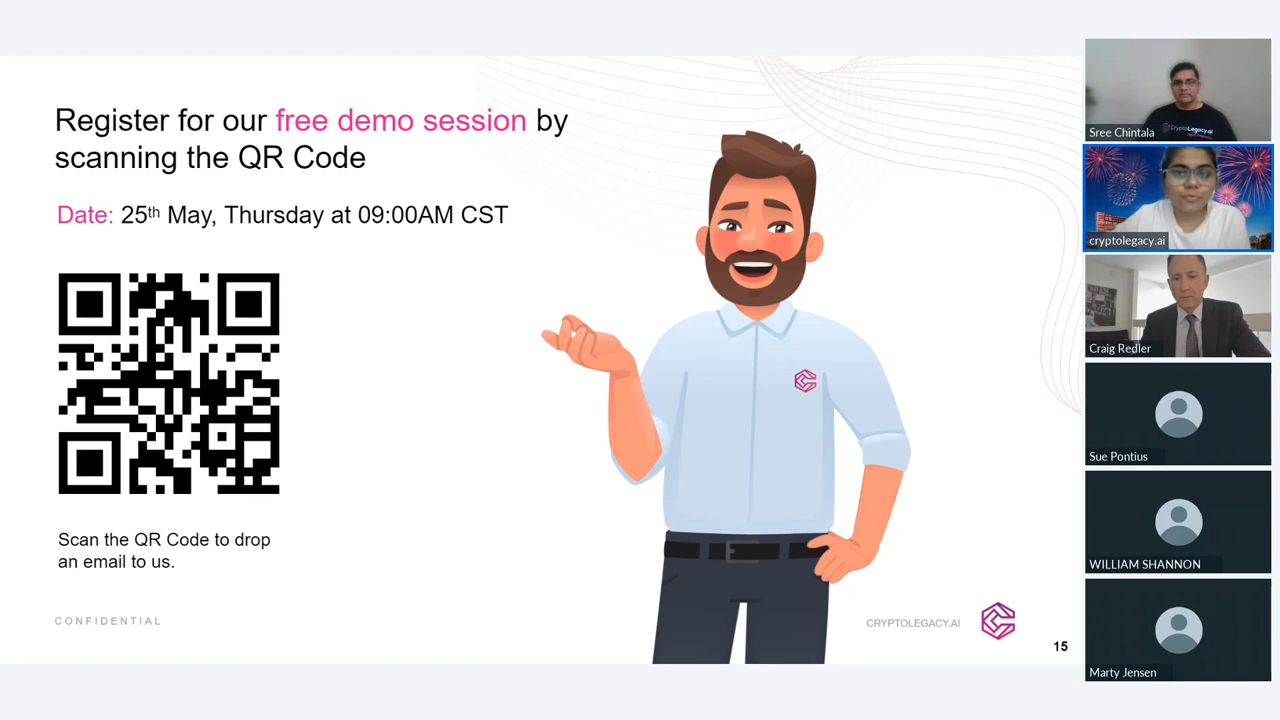 Register for our free demo session by
scanning the QR Code
Date: 25th May, Thursday at 09:00AM CST
Scan the QR Code to drop
an email to us.
CONFIDENTIAL
CRYPTOLEGACY.AI
15
Sree Chintala
CryptoLegacy.ai
cryptolegacy.ai
Craig Redler
Sue Pontius
WILLIAM SHANNON
Marty Jensen